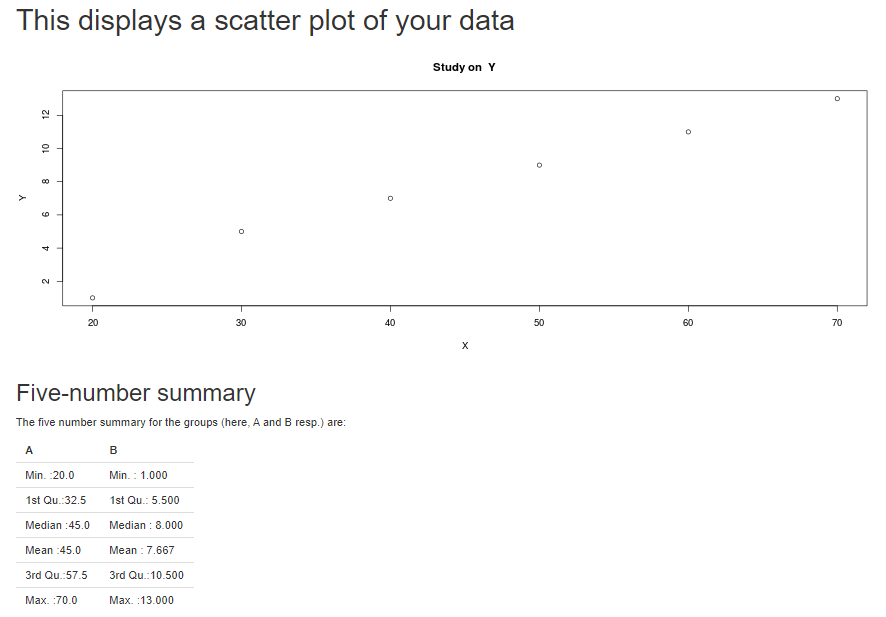 This displays a scatter plot of your data
Study on  Y
12
10
8
6
4
2
Y
20 30 40 50 60 70
X
Five-number summary
The five number summary for the groups (here, A and B resp.) are:
A B
Min. :20.0 Min. : 1.000
1st Qu.:32.5 1st Qu.: 5.500
Median :45.0 Median : 8.000
Mean :45.0 Mean : 7.667
3rd Qu.:57.5 3rd Qu.:10.500
Max. :70.0 Max. :13.000